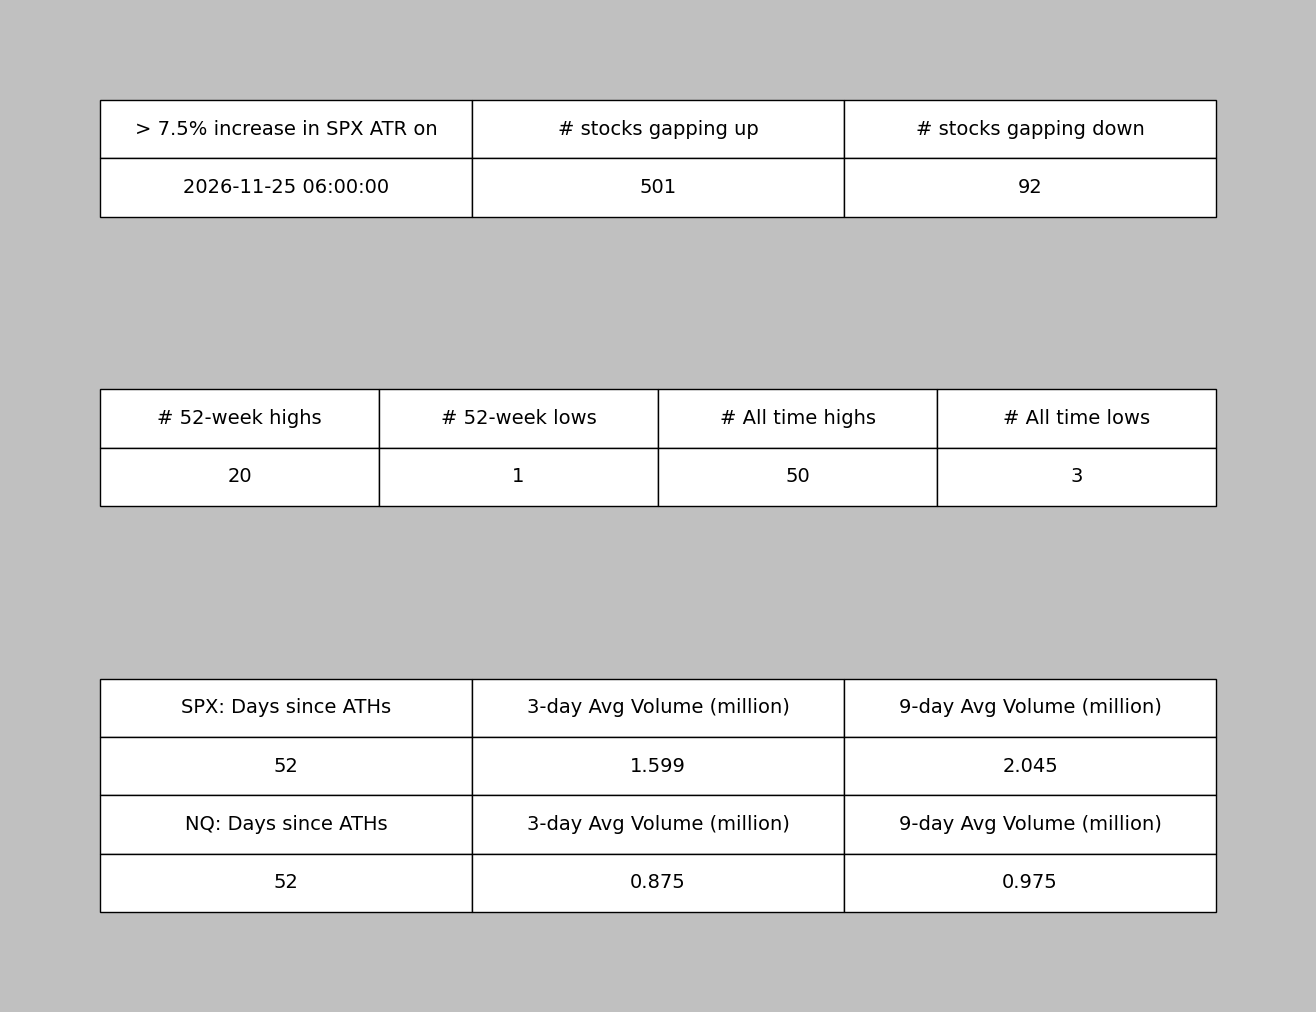 > 7.5% increase in SPX ATR on # stocks gapping up # stocks gapping down
2026-11-25 06:00:00 501 92
# 52-week highs # 52-week lows # All time highs # All time lows
20 1 50 3
SPX: Days since ATHs 3-day Avg Volume (million) 9-day Avg Volume (million)
52 1.599 2.045
NQ: Days since ATHs 3-day Avg Volume (million) 9-day Avg Volume (million)
52 0.875 0.975